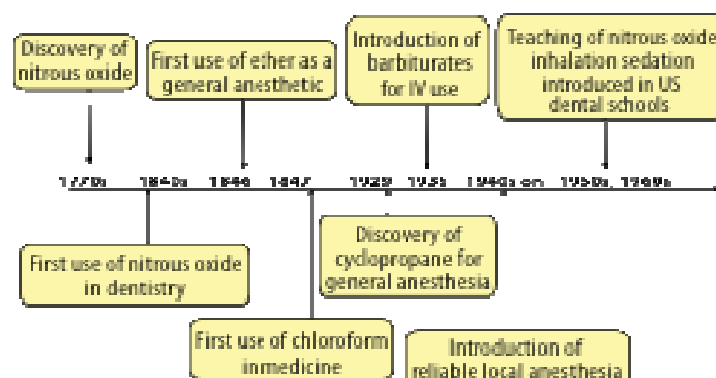 Discovery of
nitrous oxide
First use of ether as a
general anesthetic
Introduction of
barbiturates
for IV use
Teaching of nitrous oxide
inhalation sedation
introduced in US
dental schools
1770s 1840s 1846 1847 1929 1935 1940s on 1950s, 1960s
First use of nitrous oxide
in dentistry
Discovery of
cyclopropane for
general anesthesia
First use of chloroform
inmedicine
Introduction of
reliable local anesthesia